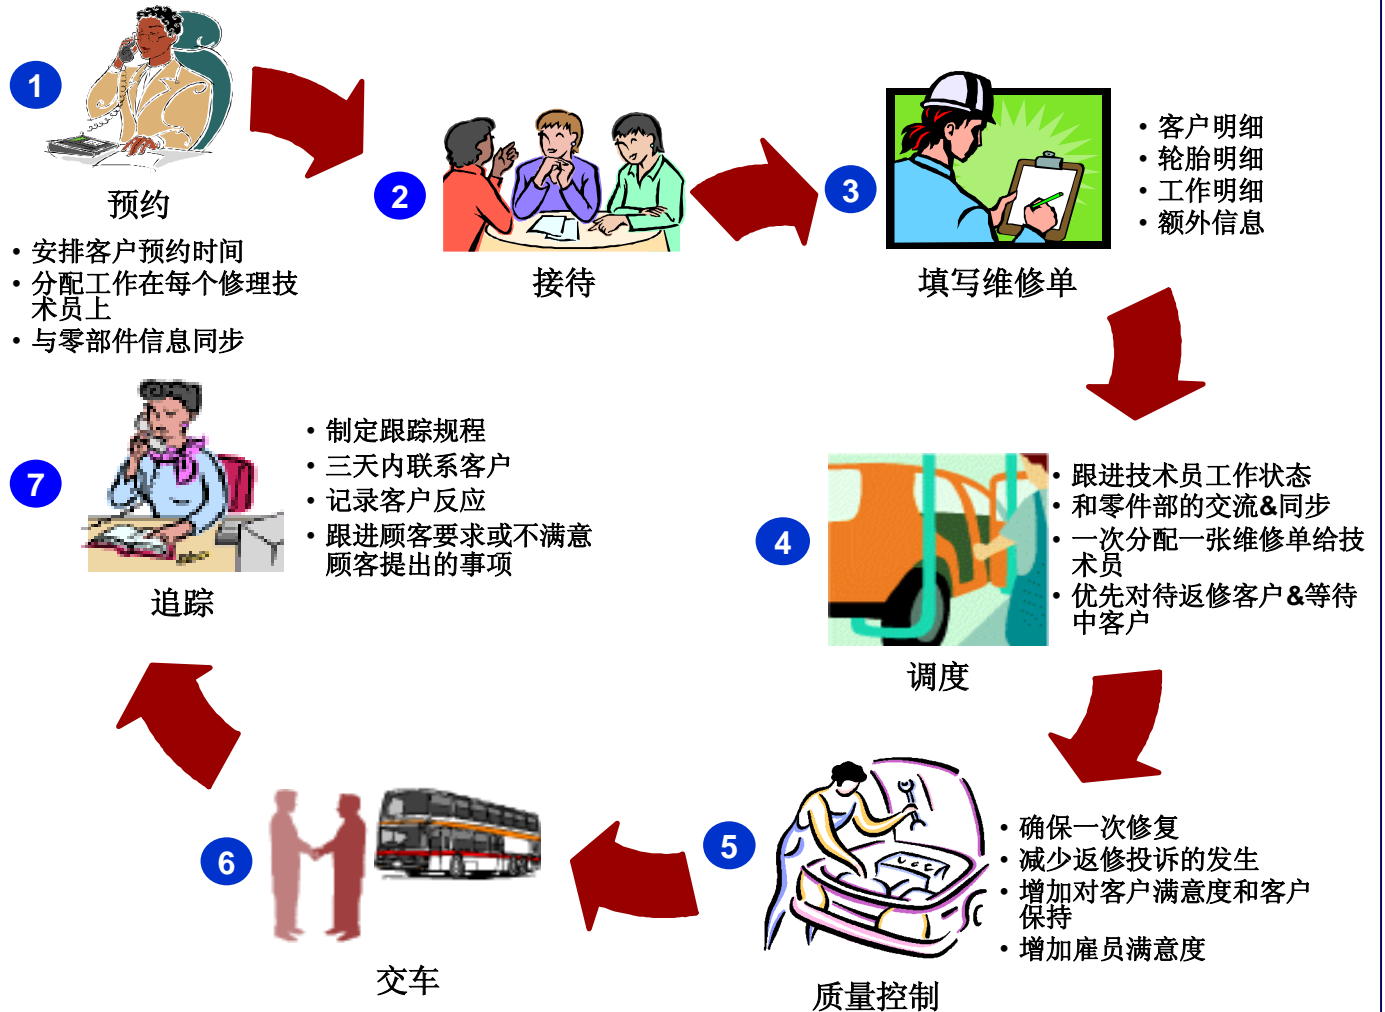 1
预约
• 安排客户预约时间
• 分配工作在每个修理技
术员上
• 与零部件信息同步
2
接待
3
填写维修单
• 客户明细
• 轮胎明细
• 工作明细
• 额外信息
4
调度
• 跟进技术员工作状态
• 和零件部的交流&同步
• 一次分配一张维修单给技
术员
• 优先对待返修客户&等待
中客户
5
质量控制
• 确保一次修复
• 减少返修投诉的发生
• 增加对客户满意度和客户
保持
• 增加雇员满意度
6
交车
7
追踪
• 制定跟踪规程
• 三天内联系客户
• 记录客户反应
• 跟进顾客要求或不满意
顾客提出的事项